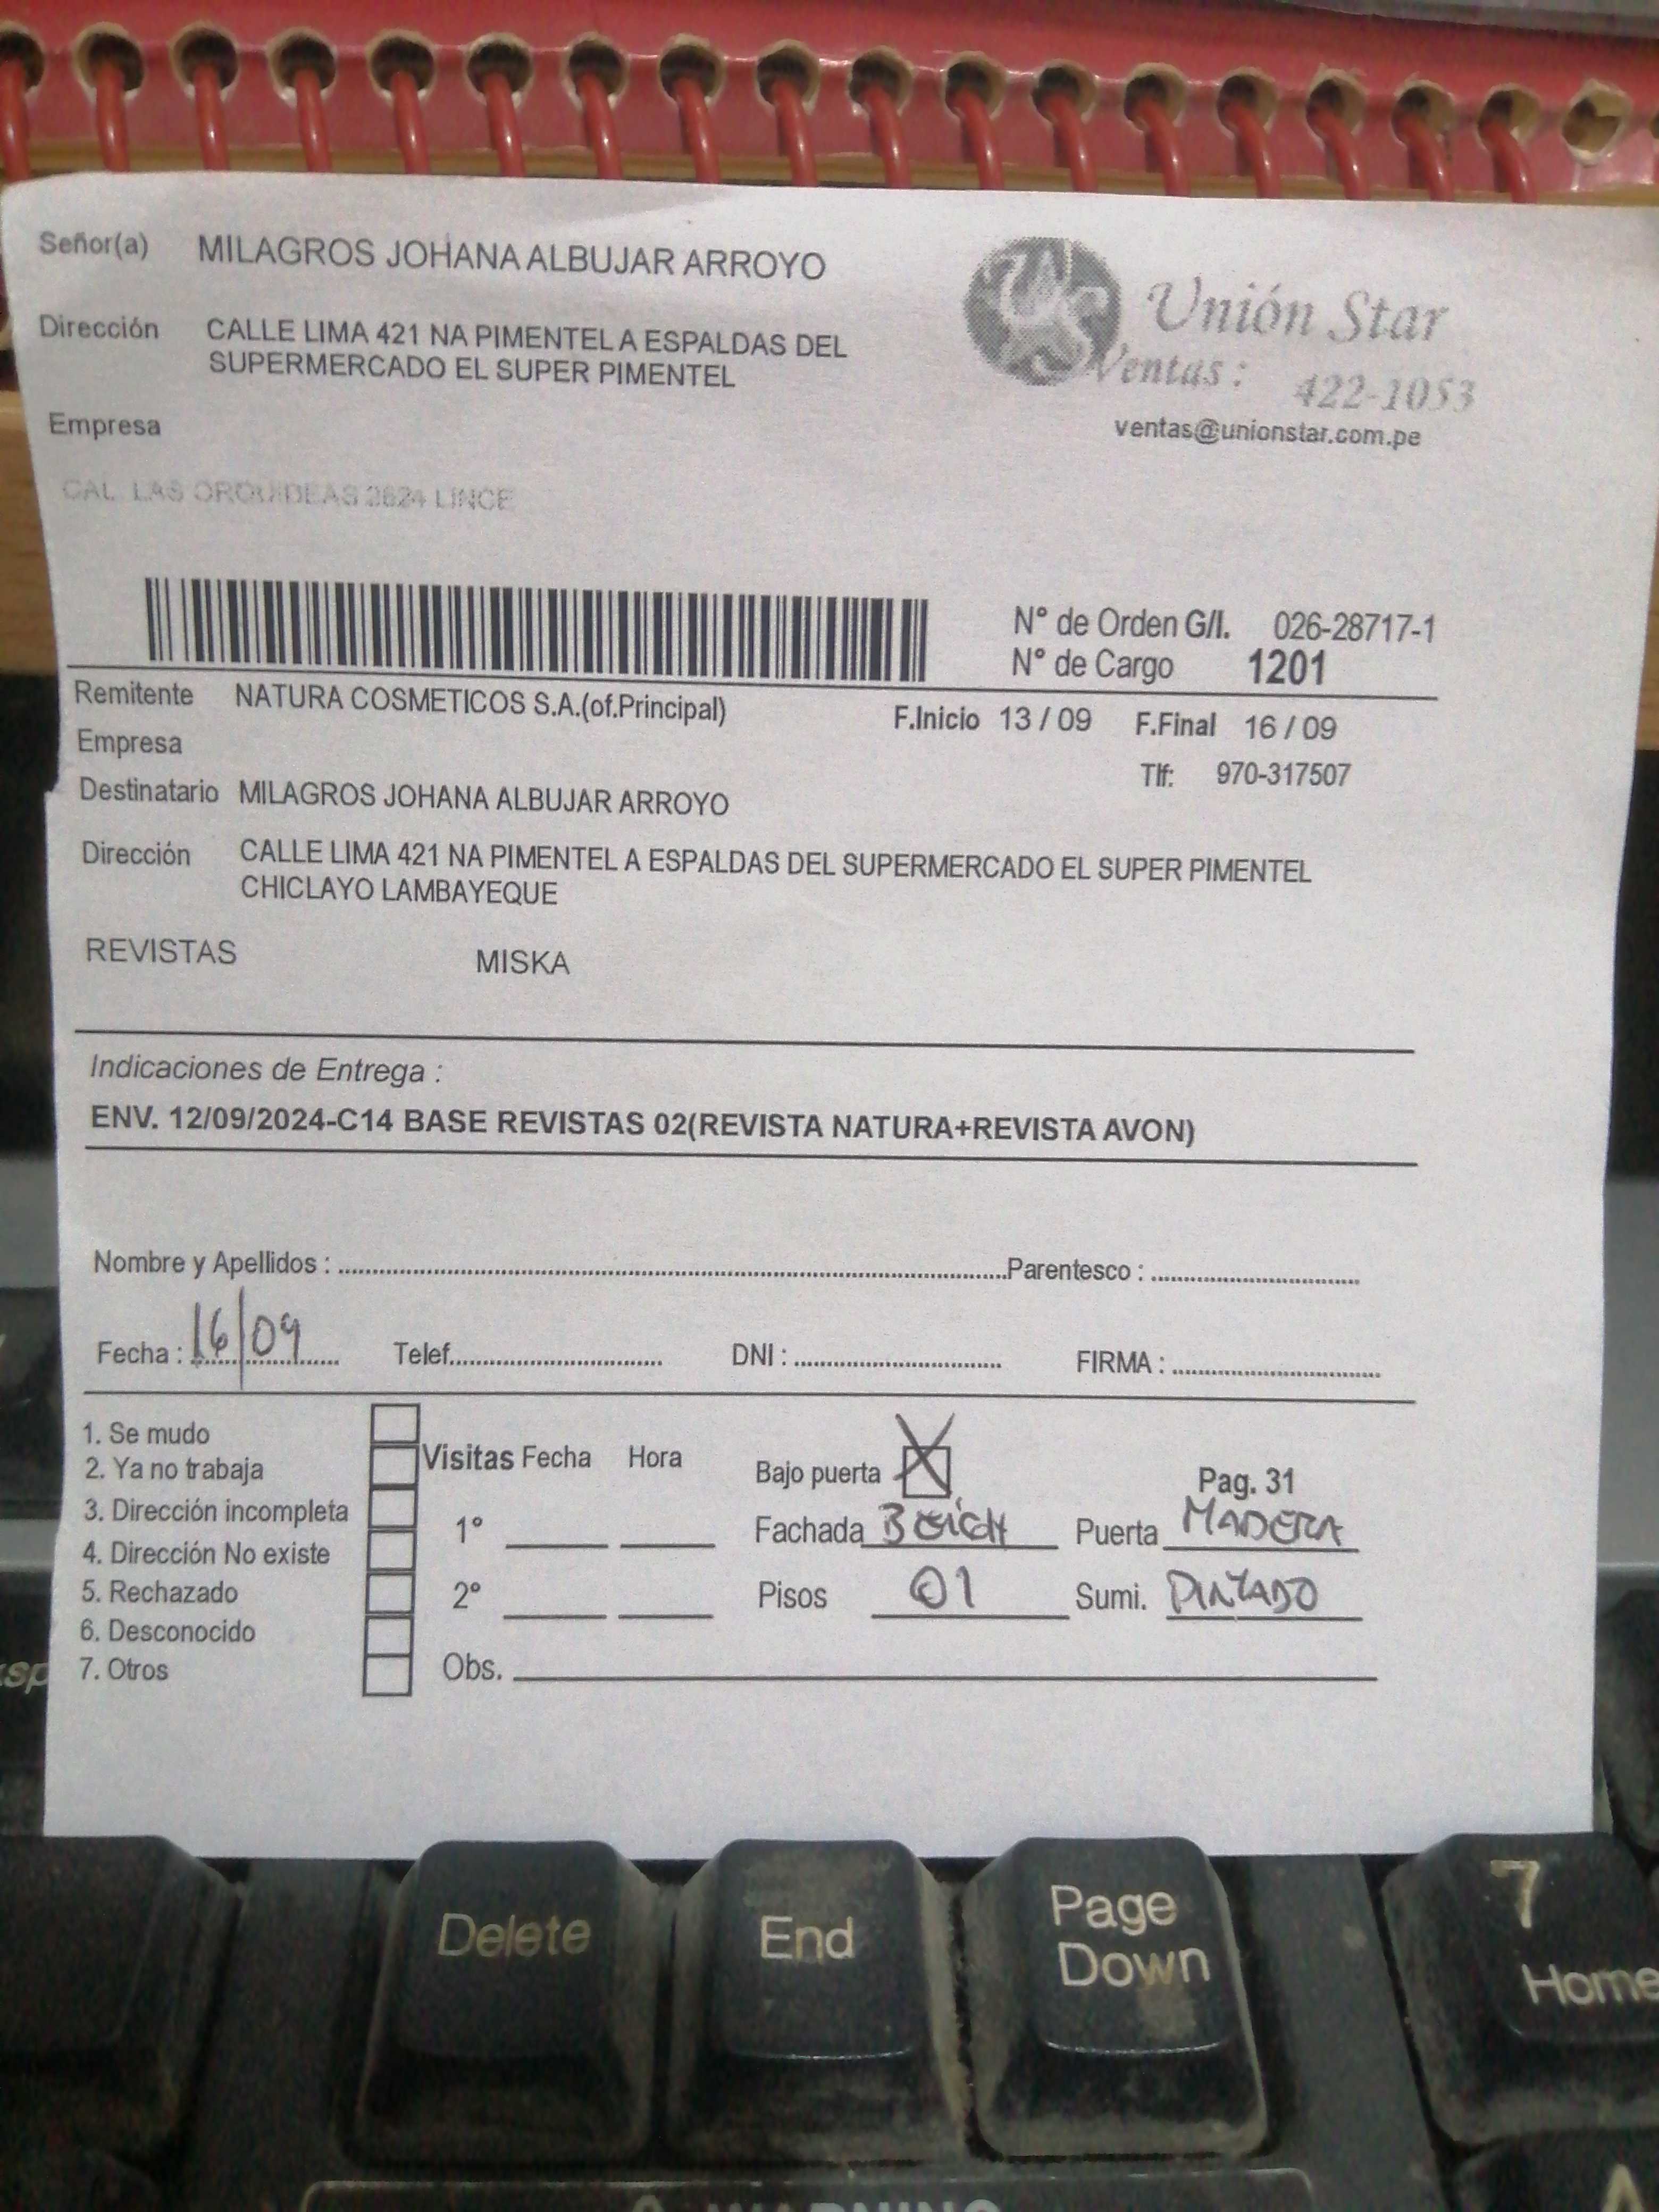 Señor(a) MILAGROS JOHANA ALBUJAR ARROYO
Dirección CALLE LIMA 421 NA PIMENTEL A ESPALDAS DEL
SUPERMERCADO EL SUPER PIMENTEL
Unión Star
Ventas : 422-1053
ventas@unionstar.com.pe
Empresa
CAL LAS ORQUIDEAS 2624 LINCE
N° de Orden G/I. 026-28717-1
N° de Cargo 1201
Remitente NATURA COSMETICOS S.A.(of.Principal)
F.Inicio 13 / 09 F.Final 16 / 09
Empresa
Tlf: 970-317507
Destinatario MILAGROS JOHANA ALBUJAR ARROYO
Dirección CALLE LIMA 421 NA PIMENTEL A ESPALDAS DEL SUPERMERCADO EL SUPER PIMENTEL
CHICLAYO LAMBAYEQUE
REVISTAS MISKA
Indicaciones de Entrega :
ENV. 12/09/2024-C14 BASE REVISTAS 02(REVISTA NATURA+REVISTA AVON)
Nombre y Apellidos : Parentesco :
Fecha : 16/09 Telef. DNI : FIRMA :
1. Se mudo
2. Ya no trabaja
3. Dirección incompleta
4. Dirección No existe
5. Rechazado
6. Desconocido
7. Otros
Visitas Fecha Hora
1°
2°
Obs.
Bajo puerta X Pag. 31
Fachada BEICH Puerta MADERA
Pisos 01 Sumi. PINTADO
Delete
End
Page
Down
7
Home
WARNING